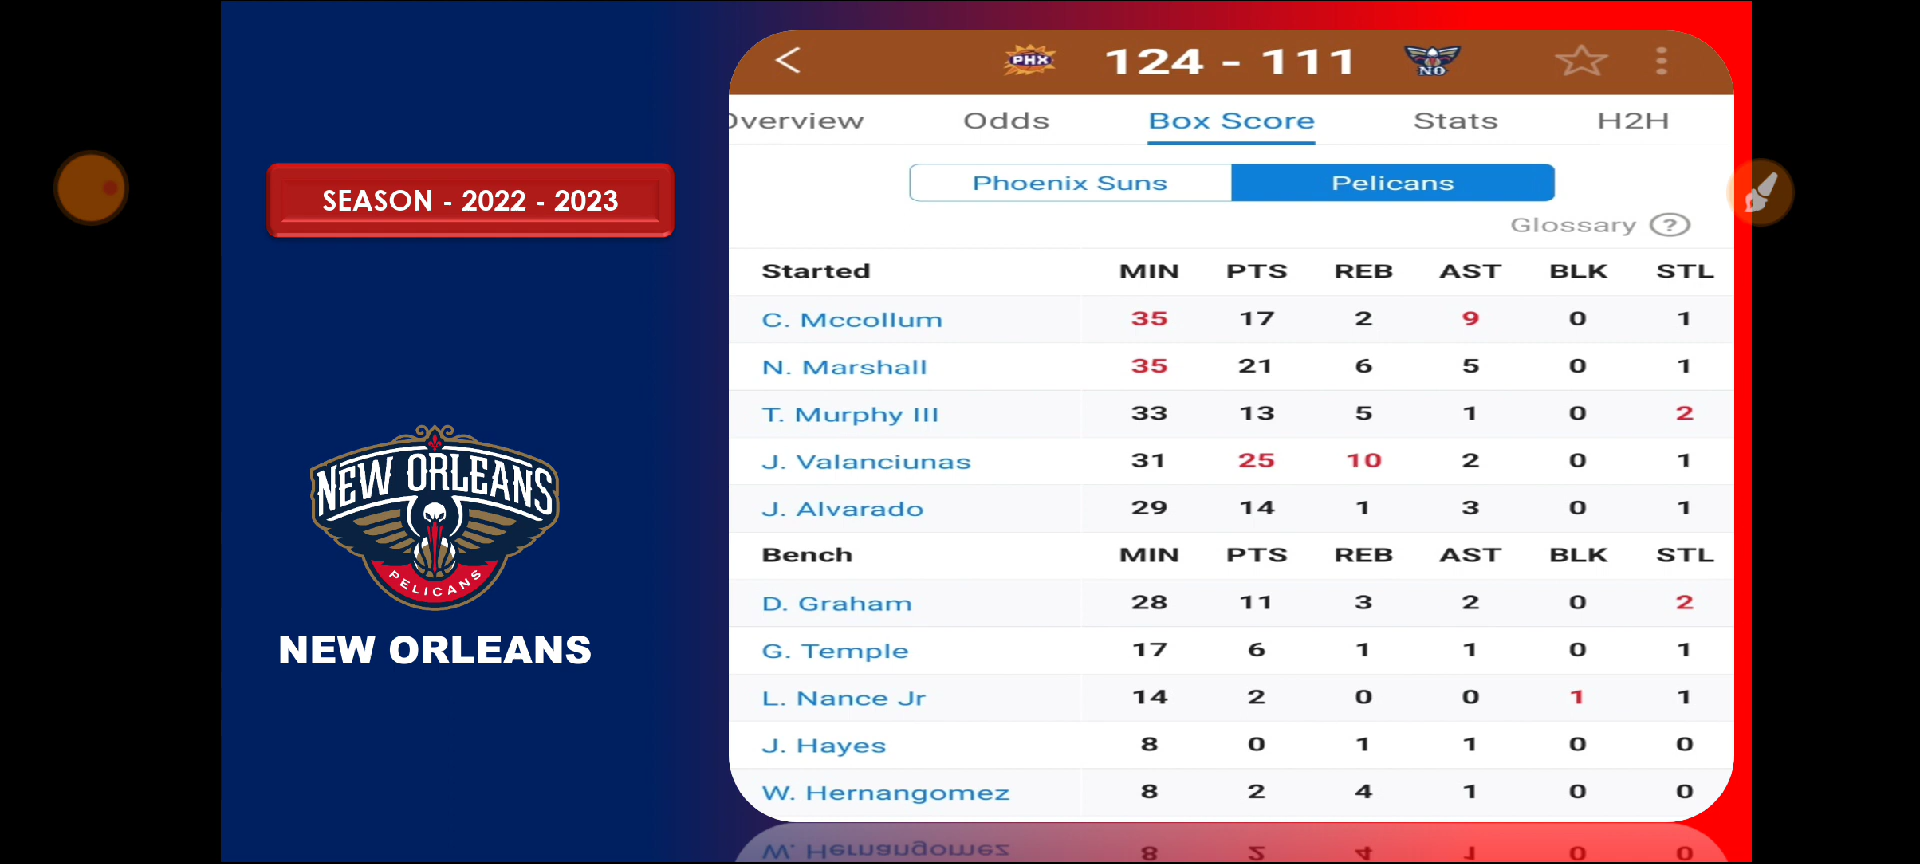 PHX 124 - 111 NO
Overview Odds Box Score Stats H2H
Phoenix Suns Pelicans
Glossary ?
SEASON - 2022 - 2023
NEW ORLEANS
PELICANS
NEW ORLEANS
Started MIN PTS REB AST BLK STL
C. Mccollum 35 17 2 9 0 1
N. Marshall 35 21 6 5 0 1
T. Murphy III 33 13 5 1 0 2
J. Valanciunas 31 25 10 2 0 1
J. Alvarado 29 14 1 3 0 1
Bench MIN PTS REB AST BLK STL
D. Graham 28 11 3 2 0 2
G. Temple 17 6 1 1 0 1
L. Nance Jr 14 2 0 0 1 1
J. Hayes 8 0 1 1 0 0
W. Hernangomez 8 2 4 1 0 0